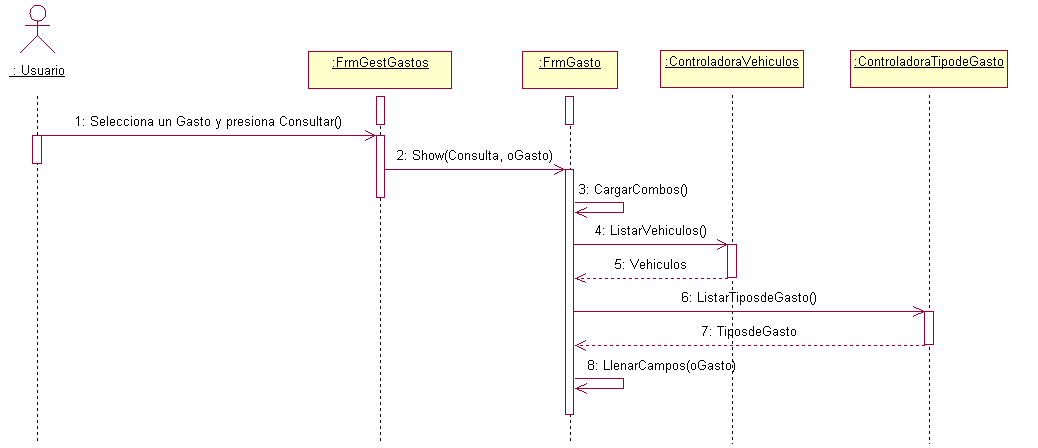 : Usuario
:FrmGestGastos
:FrmGasto
:ControladoraVehiculos
:ControladoraTipodeGasto
1: Selecciona un Gasto y presiona Consultar()
2: Show(Consulta, oGasto)
3: CargarCombos()
4: ListarVehiculos()
5: Vehiculos
6: ListarTiposdeGasto()
7: TiposdeGasto
8: LlenarCampos(oGasto)